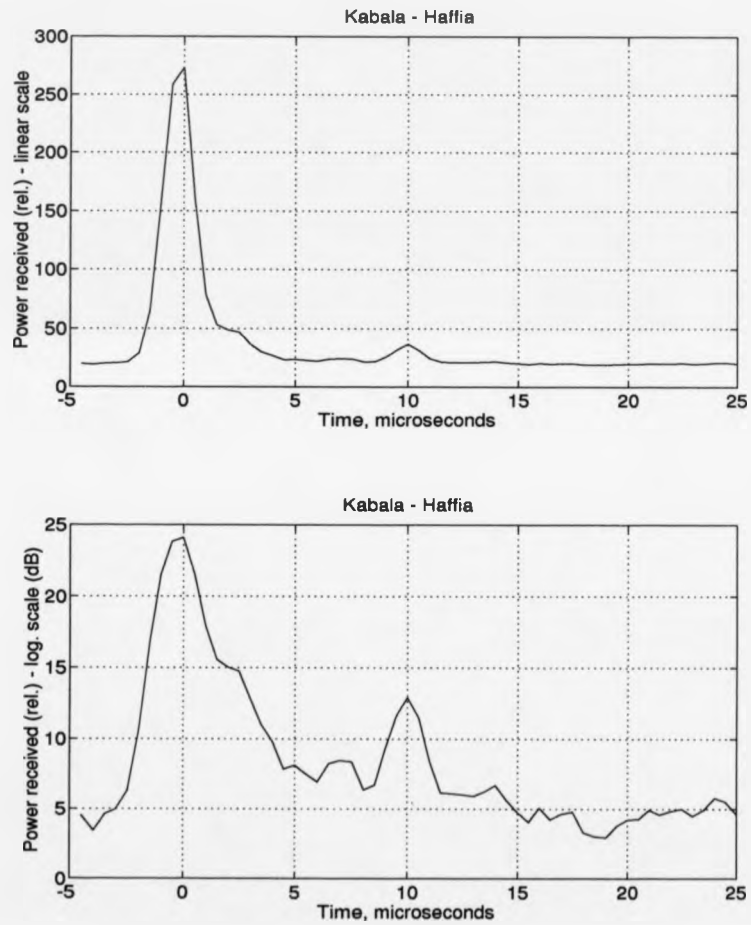 Kabala - Haffia
300
250
200
150
100
50
0
Power received (rel.) - linear scale
-5 0 5 10 15 20 25
Time, microseconds
Kabala - Haffia
25
20
15
10
5
0
Power received (rel.) - log. scale (dB)
-5 0 5 10 15 20 25
Time, microseconds